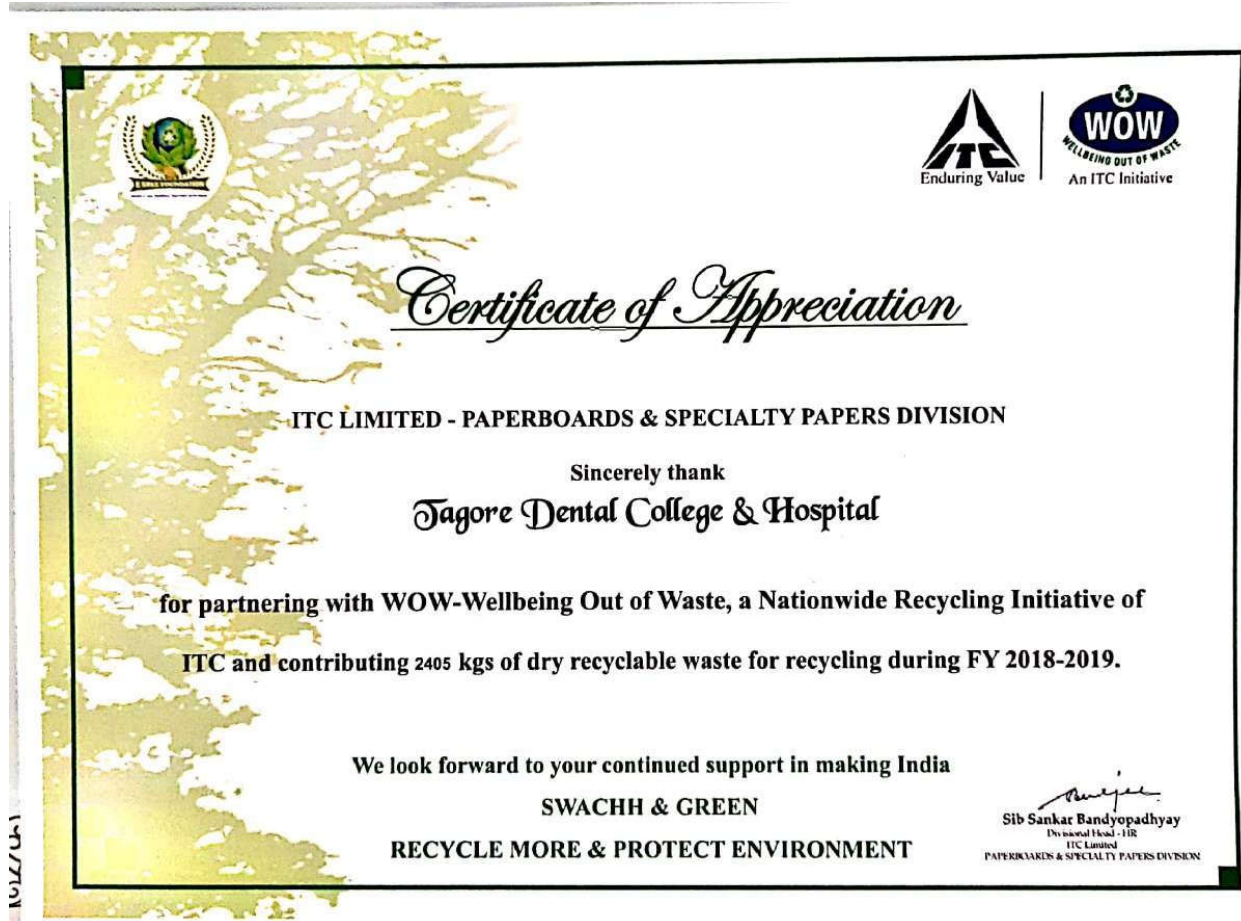 ITC
Enduring Value
WOW
WELLBEING OUT OF WASTE
An ITC Initiative
Certificate of Appreciation
ITC LIMITED - PAPERBOARDS & SPECIALTY PAPERS DIVISION
Sincerely thank
Tagore Dental College & Hospital
for partnering with WOW-Wellbeing Out of Waste, a Nationwide Recycling Initiative of
ITC and contributing 2405 kgs of dry recyclable waste for recycling during FY 2018-2019.
We look forward to your continued support in making India
SWACHH & GREEN
RECYCLE MORE & PROTECT ENVIRONMENT
Sib Sankar Bandyopadhyay
Divisional Head - HR
ITC Limited
PAPERBOARDS & SPECIALTY PAPERS DIVISION